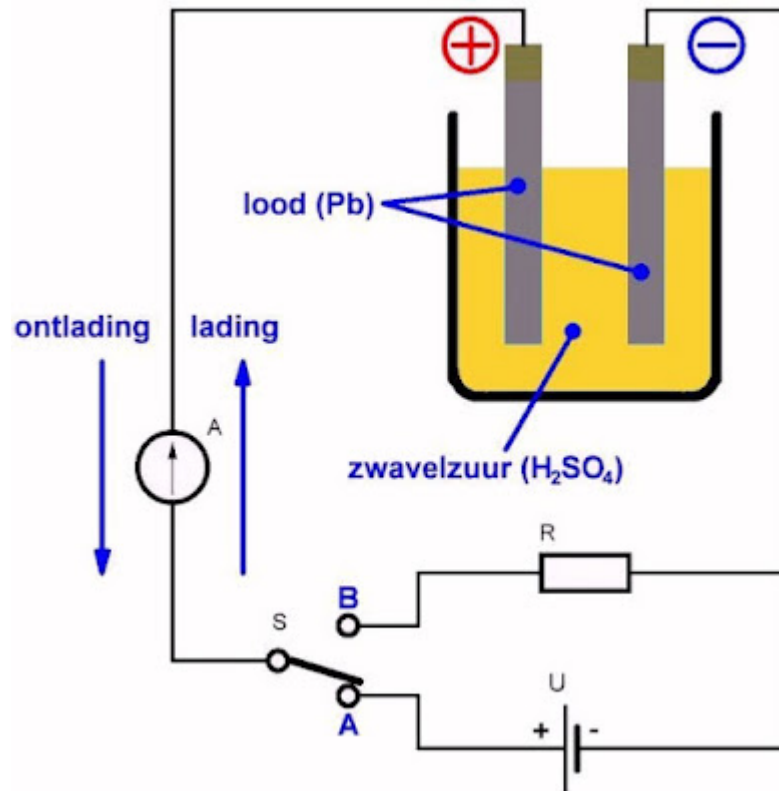 + −
lood (Pb)
ontlading lading
A
zwavelzuur (H₂SO₄)
R
B
S
A
U
+ -